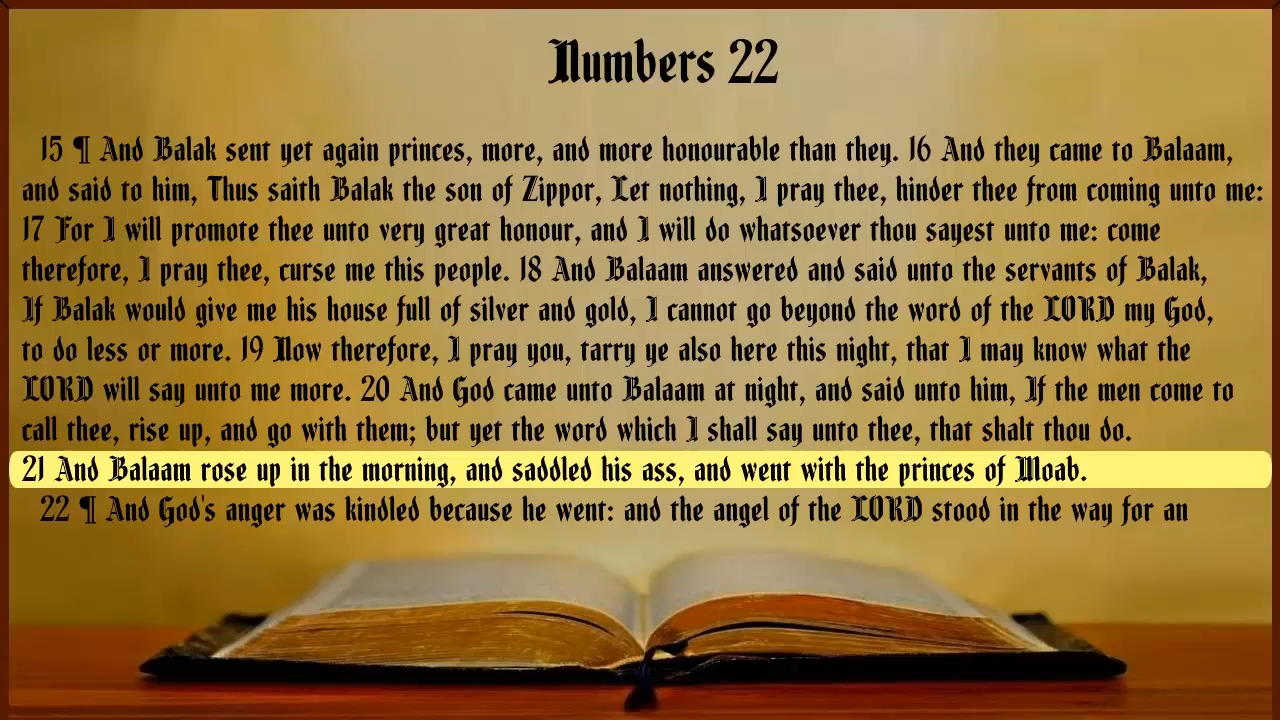 Numbers 22
15 ¶ And Balak sent yet again princes, more, and more honourable than they. 16 And they came to Balaam,
and said to him, Thus saith Balak the son of Zippor, Let nothing, I pray thee, hinder thee from coming unto me:
17 For I will promote thee unto very great honour, and I will do whatsoever thou sayest unto me: come
therefore, I pray thee, curse me this people. 18 And Balaam answered and said unto the servants of Balak,
If Balak would give me his house full of silver and gold, I cannot go beyond the word of the LORD my God,
to do less or more. 19 Now therefore, I pray you, tarry ye also here this night, that I may know what the
LORD will say unto me more. 20 And God came unto Balaam at night, and said unto him, If the men come to
call thee, rise up, and go with them; but yet the word which I shall say unto thee, that shalt thou do.
21 And Balaam rose up in the morning, and saddled his ass, and went with the princes of Moab.
22 ¶ And God's anger was kindled because he went: and the angel of the LORD stood in the way for an